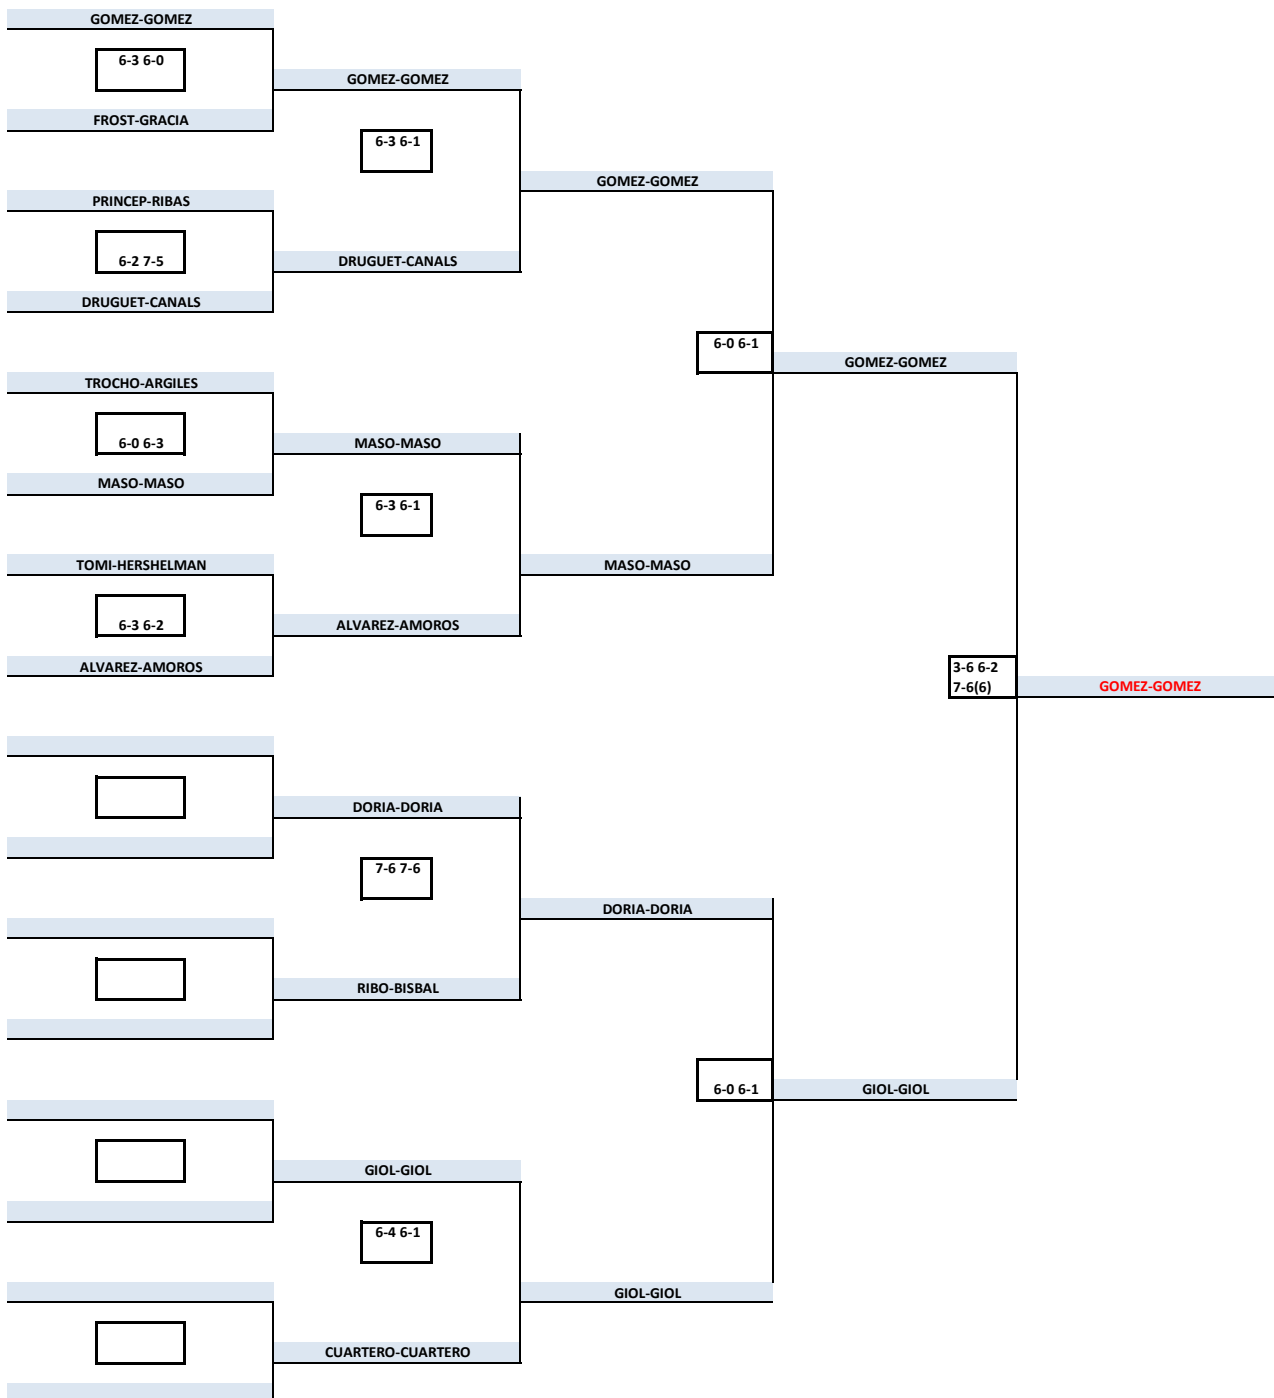 GOMEZ-GOMEZ
6-3 6-0
GOMEZ-GOMEZ
FROST-GRACIA
6-3 6-1
GOMEZ-GOMEZ
PRINCEP-RIBAS
6-2 7-5
DRUGUET-CANALS
DRUGUET-CANALS
6-0 6-1
GOMEZ-GOMEZ
TROCHO-ARGILES
6-0 6-3
MASO-MASO
MASO-MASO
6-3 6-1
TOMI-HERSHELMAN
MASO-MASO
6-3 6-2
ALVAREZ-AMOROS
ALVAREZ-AMOROS
3-6 6-2
7-6(6)
GOMEZ-GOMEZ
DORIA-DORIA
7-6 7-6
DORIA-DORIA
RIBO-BISBAL
6-0 6-1
GIOL-GIOL
GIOL-GIOL
6-4 6-1
GIOL-GIOL
CUARTERO-CUARTERO